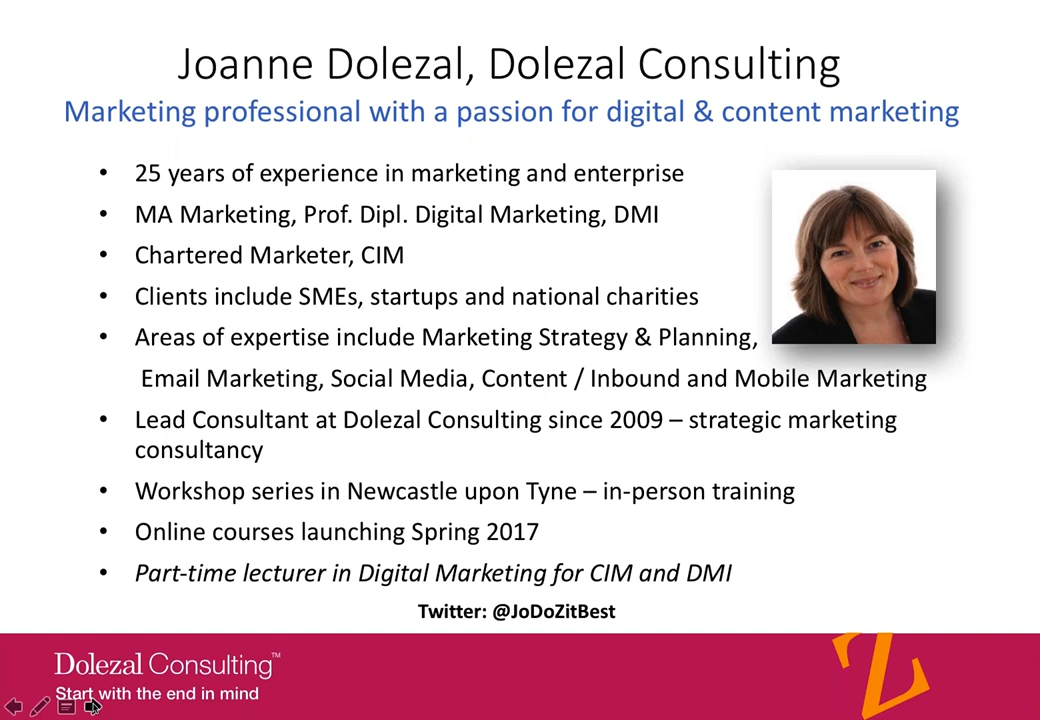 Joanne Dolezal, Dolezal Consulting
Marketing professional with a passion for digital & content marketing
• 25 years of experience in marketing and enterprise
• MA Marketing, Prof. Dipl. Digital Marketing, DMI
• Chartered Marketer, CIM
• Clients include SMEs, startups and national charities
• Areas of expertise include Marketing Strategy & Planning,
Email Marketing, Social Media, Content / Inbound and Mobile Marketing
• Lead Consultant at Dolezal Consulting since 2009 – strategic marketing
consultancy
• Workshop series in Newcastle upon Tyne – in-person training
• Online courses launching Spring 2017
• Part-time lecturer in Digital Marketing for CIM and DMI
Twitter: @JoDoZitBest
Dolezal Consulting™
Start with the end in mind
Z